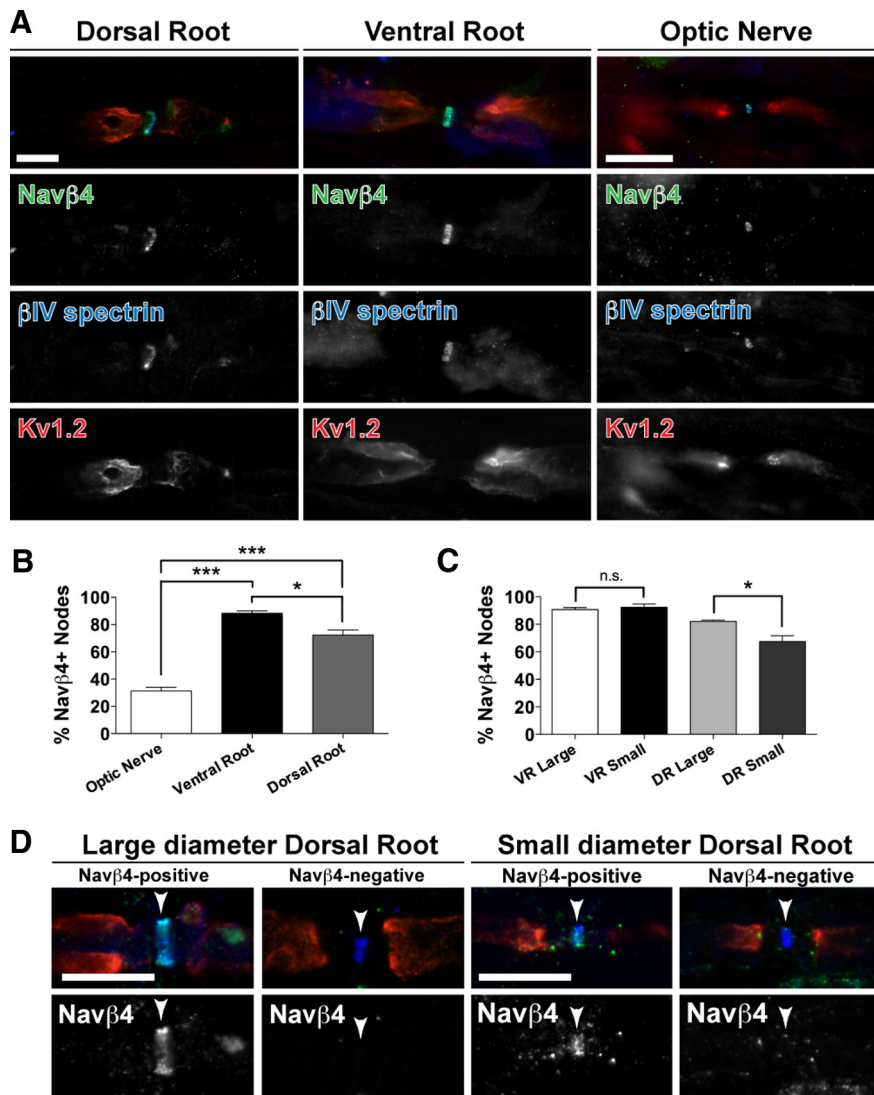 A
Dorsal Root
Ventral Root
Optic Nerve
Navβ4
Navβ4
Navβ4
βIV spectrin
βIV spectrin
βIV spectrin
Kv1.2
Kv1.2
Kv1.2
B
***
***
*
% Navβ4+ Nodes
100
80
60
40
20
0
Optic Nerve
Ventral Root
Dorsal Root
C
n.s.
*
% Navβ4+ Nodes
100
80
60
40
20
0
VR Large
VR Small
DR Large
DR Small
D
Large diameter Dorsal Root
Small diameter Dorsal Root
Navβ4-positive
Navβ4-negative
Navβ4-positive
Navβ4-negative
Navβ4
Navβ4
Navβ4
Navβ4